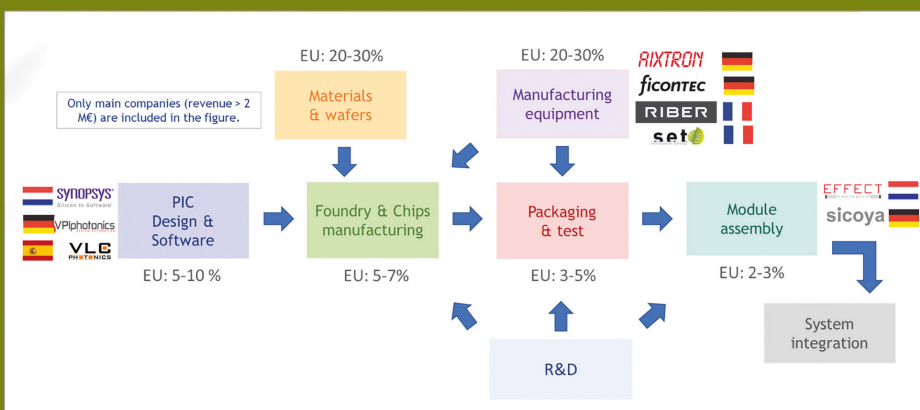 EU: 20-30%
EU: 20-30%
Only main companies (revenue > 2
M€) are included in the figure.
Materials
& wafers
Manufacturing
equipment
AIXTRON
ficonTEC
RIBER
set
SYNOPSYS®
Silicon to Software
VPIphotonics
VLC
PHOTONICS
PIC
Design &
Software
Foundry & Chips
manufacturing
Packaging
& test
Module
assembly
EFFECT
sicoya
EU: 5-10 %
EU: 5-7%
EU: 3-5%
EU: 2-3%
System
integration
R&D